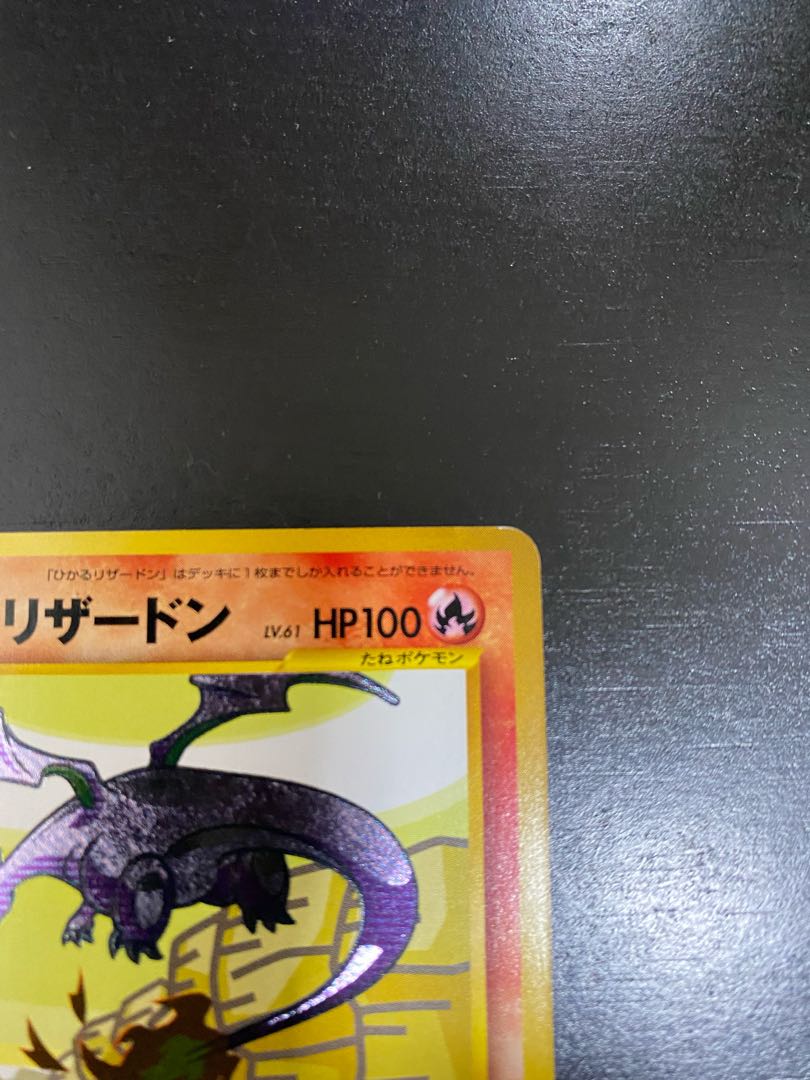 「ひかるリザードン」はデッキに1枚までしか入れることができません。
リザードン LV.61 HP100
たねポケモン